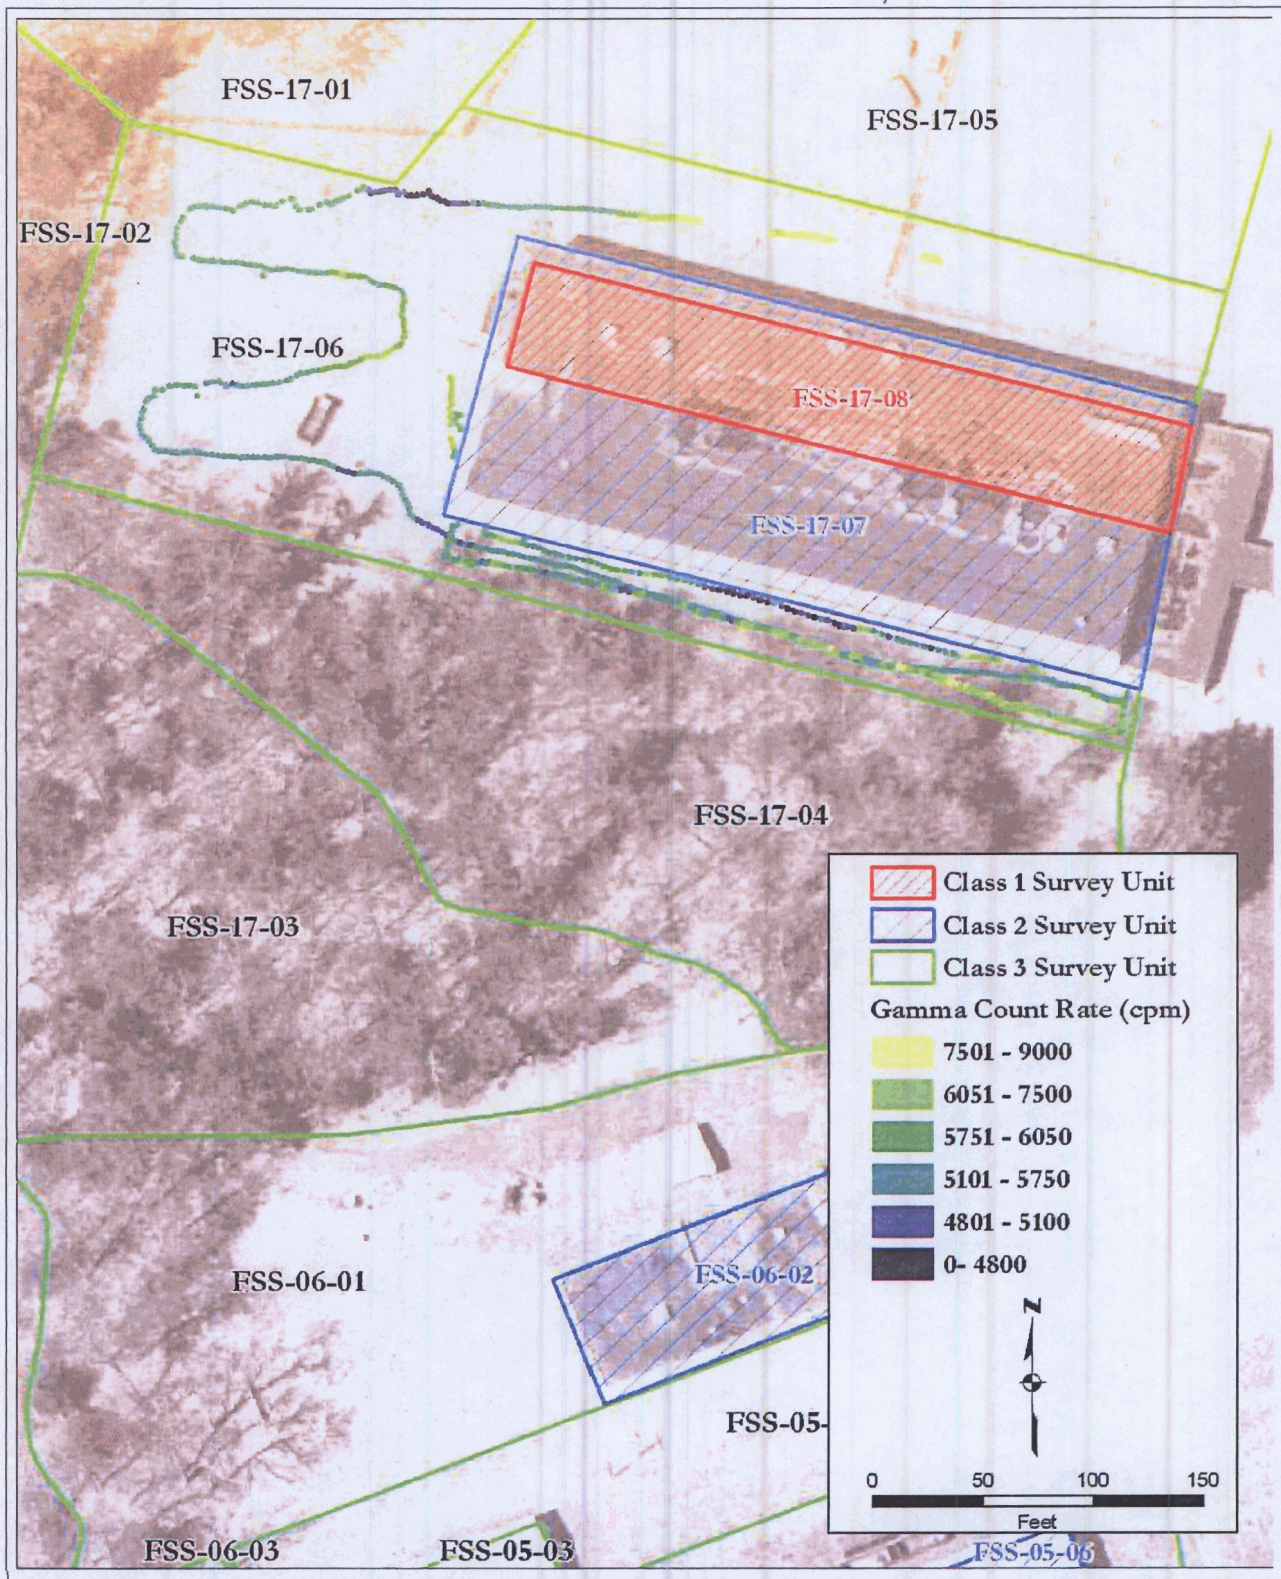 FSS-17-01
FSS-17-05
FSS-17-02
FSS-17-06
FSS-17-08
FSS-17-07
FSS-17-04
FSS-17-03
Class 1 Survey Unit
Class 2 Survey Unit
Class 3 Survey Unit
Gamma Count Rate (cpm)
7501 - 9000
6051 - 7500
5751 - 6050
5101 - 5750
4801 - 5100
0- 4800
FSS-06-02
FSS-06-01
N
FSS-05-
0 50 100 150
Feet
FSS-06-03
FSS-05-03
FSS-05-06